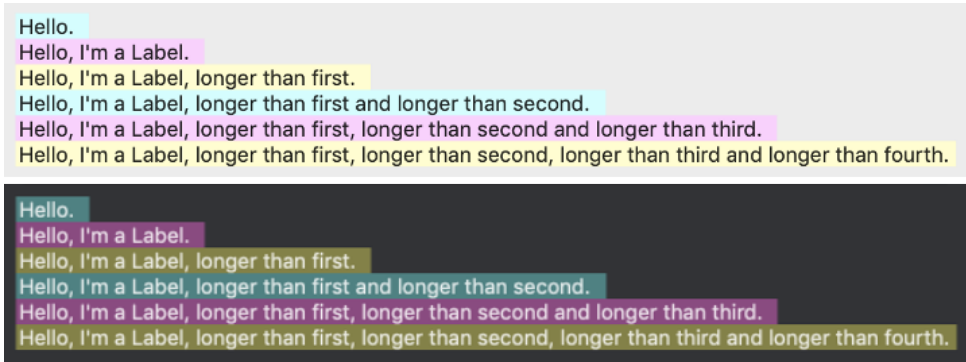 Hello.
Hello, I'm a Label.
Hello, I'm a Label, longer than first.
Hello, I'm a Label, longer than first and longer than second.
Hello, I'm a Label, longer than first, longer than second and longer than third.
Hello, I'm a Label, longer than first, longer than second, longer than third and longer than fourth.
Hello.
Hello, I'm a Label.
Hello, I'm a Label, longer than first.
Hello, I'm a Label, longer than first and longer than second.
Hello, I'm a Label, longer than first, longer than second and longer than third.
Hello, I'm a Label, longer than first, longer than second, longer than third and longer than fourth.